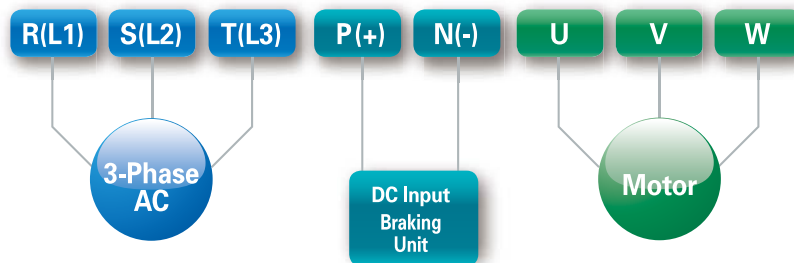 R(L1) S(L2) T(L3) P(+) N(-) U V W
3-Phase
AC
DC Input
Braking
Unit
Motor